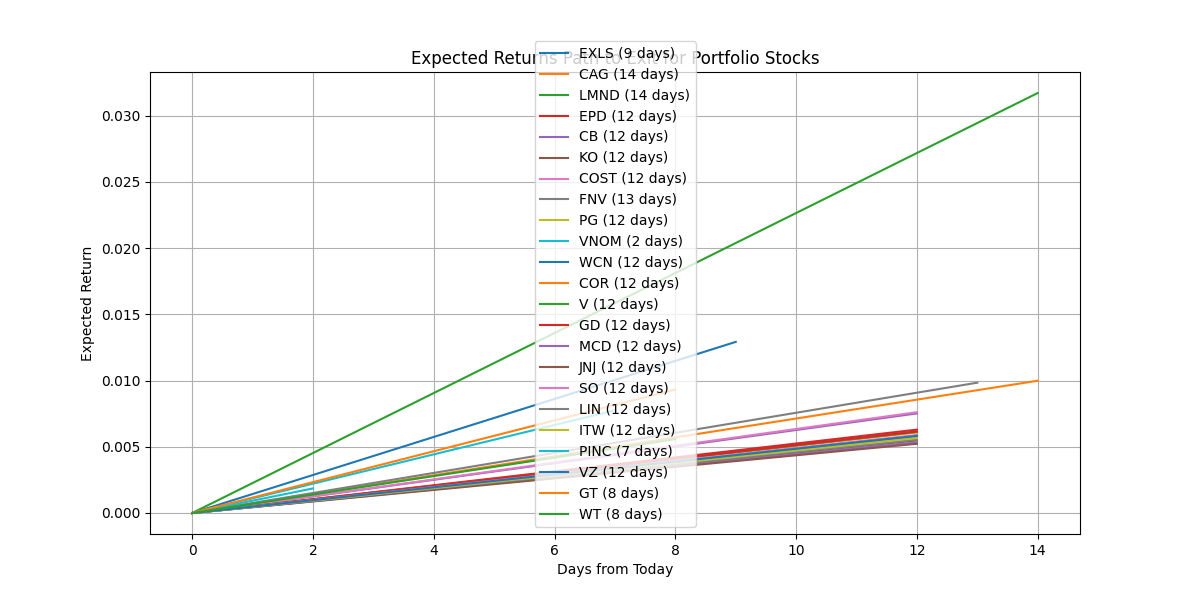 Expected Returns Path to Exit for Portfolio Stocks
EXLS (9 days)
CAG (14 days)
LMND (14 days)
EPD (12 days)
CB (12 days)
KO (12 days)
COST (12 days)
FNV (13 days)
PG (12 days)
VNOM (2 days)
WCN (12 days)
COR (12 days)
V (12 days)
GD (12 days)
MCD (12 days)
JNJ (12 days)
SO (12 days)
LIN (12 days)
ITW (12 days)
PINC (7 days)
VZ (12 days)
GT (8 days)
WT (8 days)
Expected Return
0.030
0.025
0.020
0.015
0.010
0.005
0.000
0 2 4 6 8 10 12 14
Days from Today